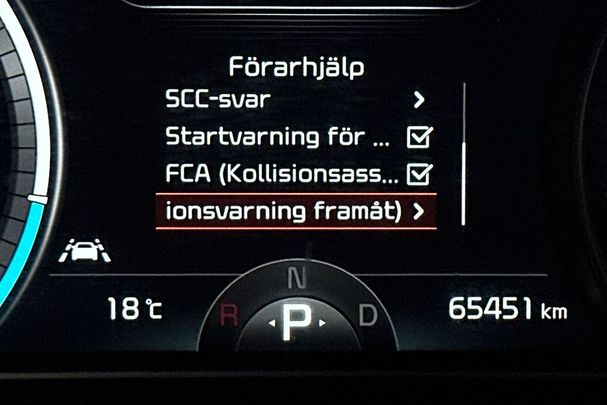 Förarhjälp
SCC-svar
Startvarning för ...
FCA (Kollisionsass...
ionsvarning framåt)
N
R P D
18°C
65451 km